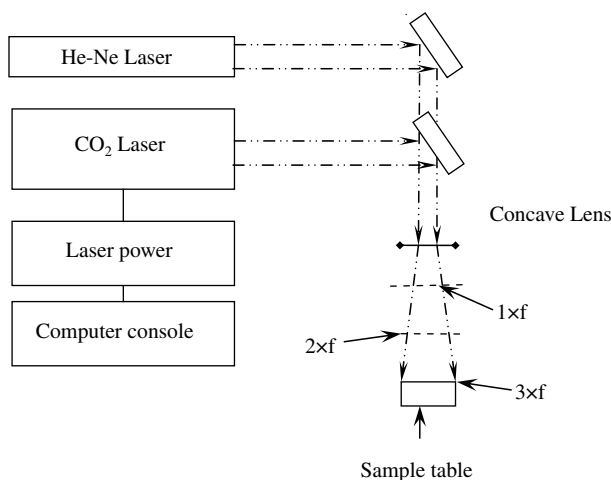 He-Ne Laser
CO₂ Laser
Concave Lens
Laser power
1×f
Computer console
2×f
3×f
Sample table